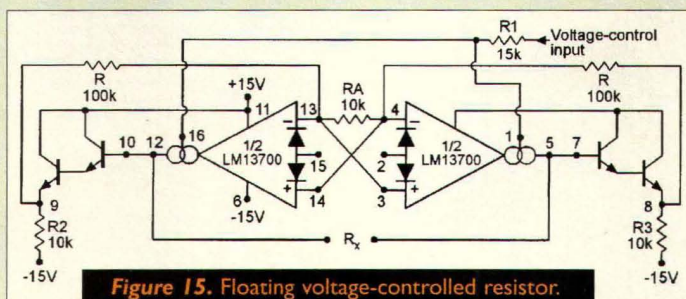 R1
15k
Voltage-control
input
R
100k
+15V
11
13
RA
10k
4
R
100k
16
10
12
1/2
LM13700
15
2
1/2
LM13700
1
5
7
9
6
-15V
14
3
8
R2
10k
Rx
R3
10k
-15V
-15V
Figure 15. Floating voltage-controlled resistor.